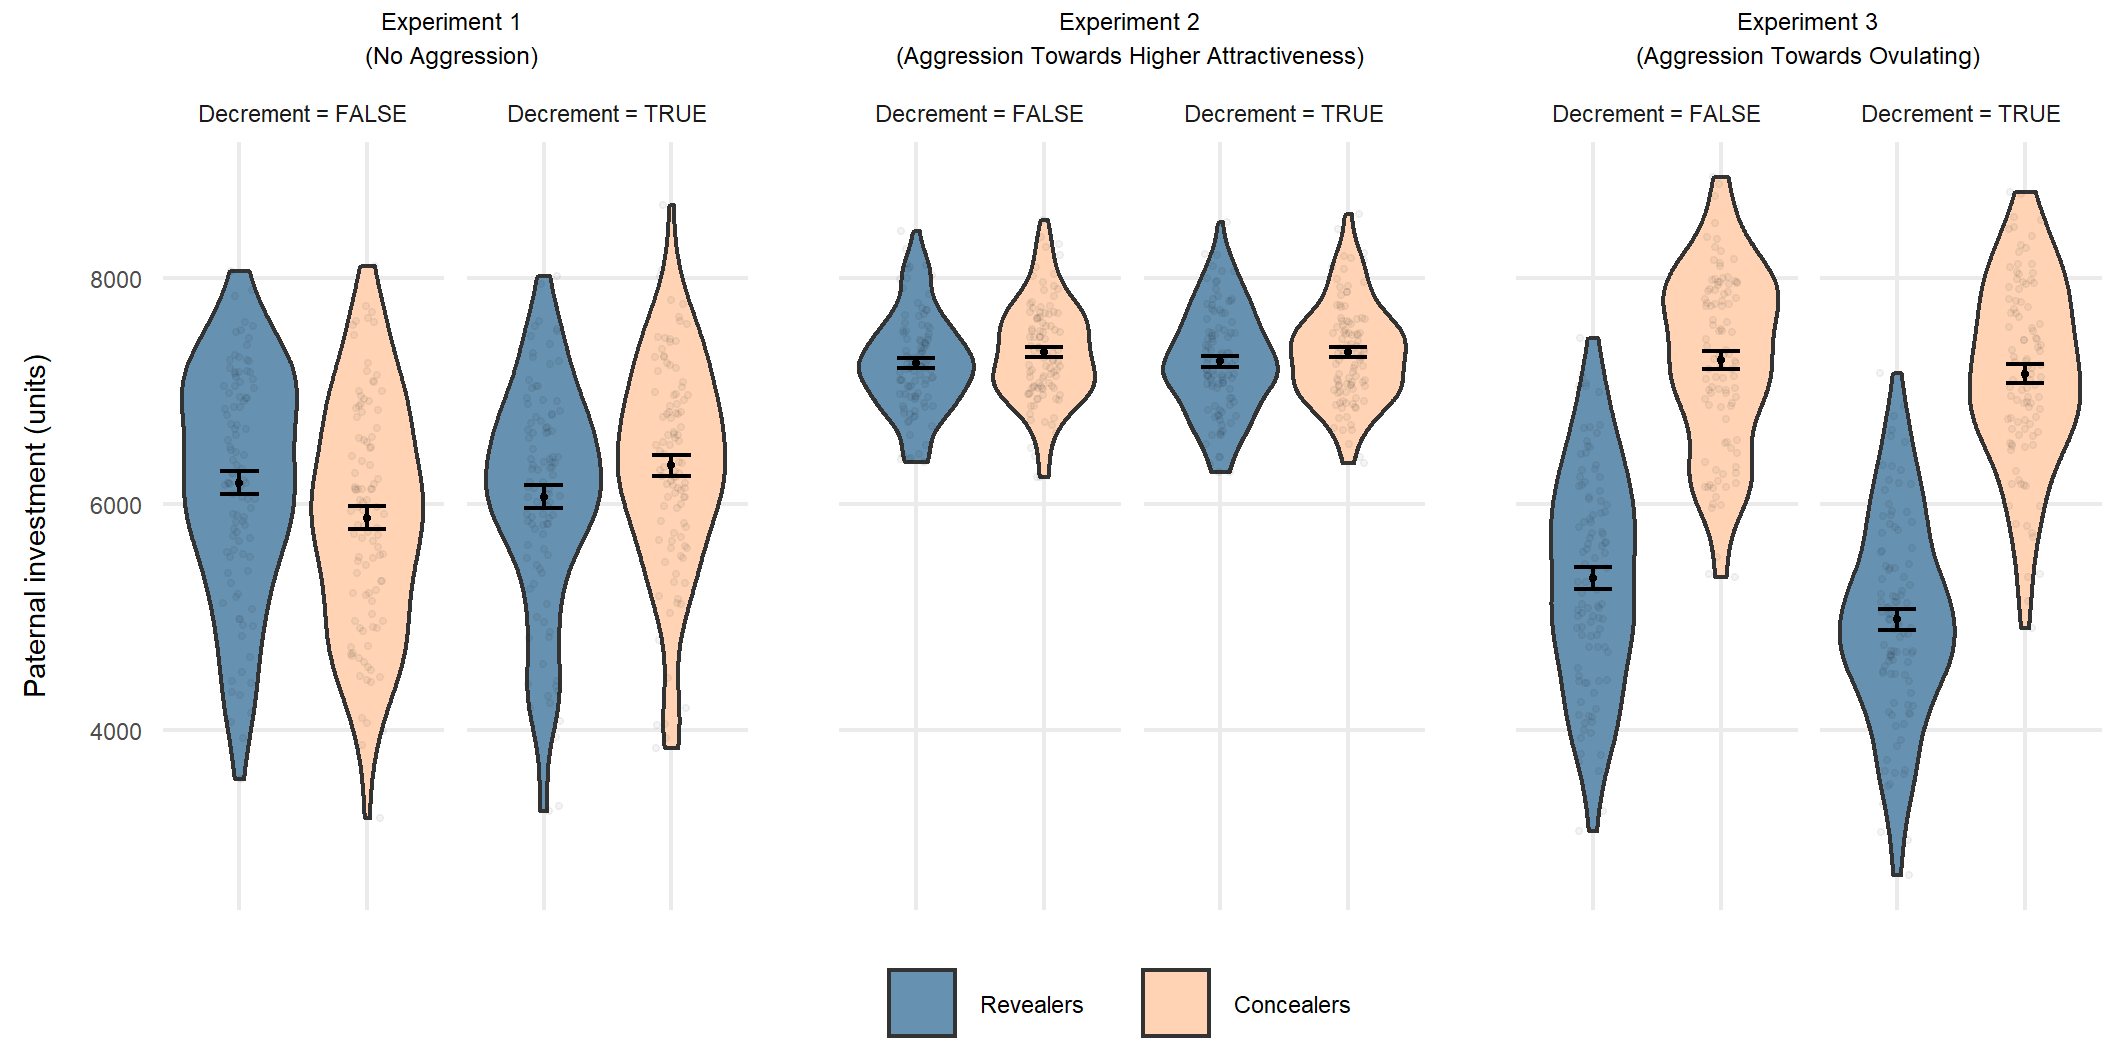 Experiment 1
(No Aggression)
Experiment 2
(Aggression Towards Higher Attractiveness)
Experiment 3
(Aggression Towards Ovulating)
Decrement = FALSE
Decrement = TRUE
Decrement = FALSE
Decrement = TRUE
Decrement = FALSE
Decrement = TRUE
Paternal investment (units)
8000
6000
4000
Revealers
Concealers